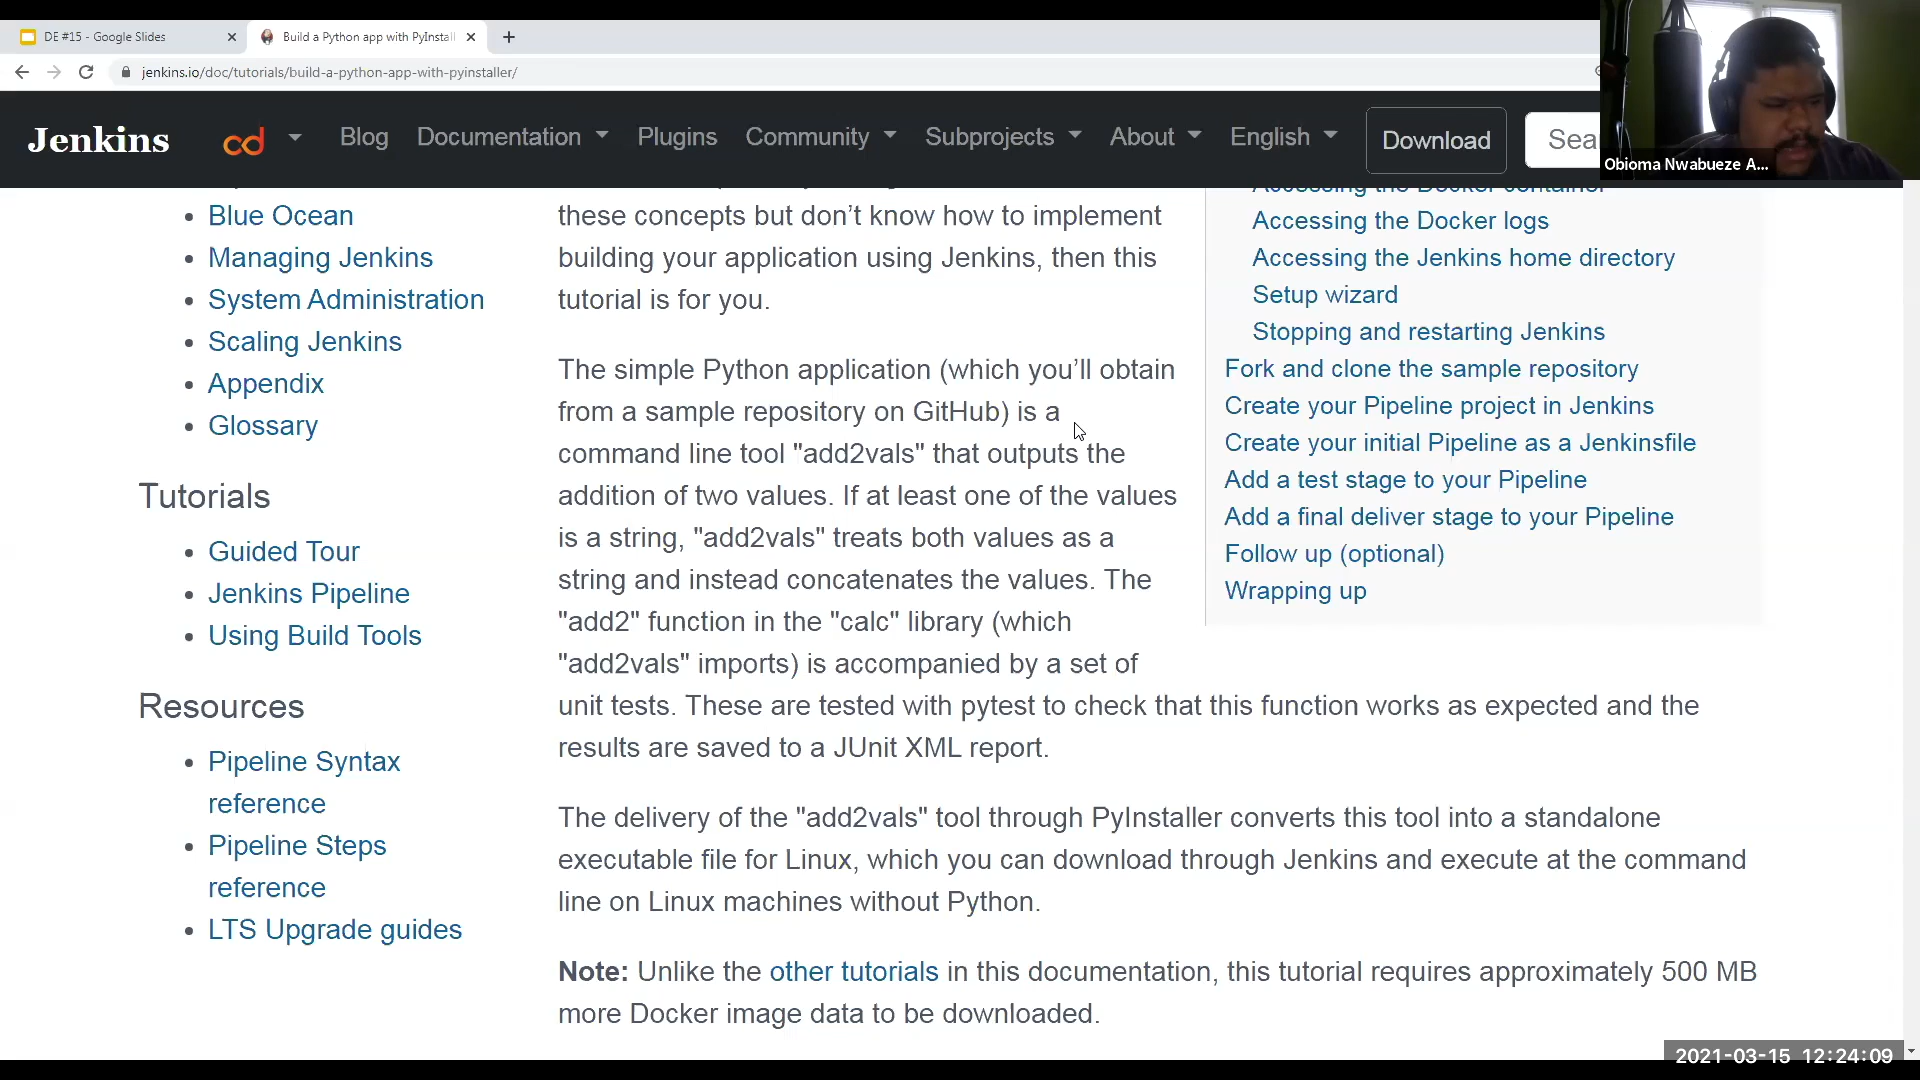 DE #15 - Google Slides
Build a Python app with PyInstall
jenkins.io/doc/tutorials/build-a-python-app-with-pyinstaller/
Jenkins
cd
Blog
Documentation
Plugins
Community
Subprojects
About
English
Download
Sea
Obioma Nwabueze A...
Blue Ocean
Managing Jenkins
System Administration
Scaling Jenkins
Appendix
Glossary
Tutorials
Guided Tour
Jenkins Pipeline
Using Build Tools
Resources
Pipeline Syntax
reference
Pipeline Steps
reference
LTS Upgrade guides
these concepts but don’t know how to implement
building your application using Jenkins, then this
tutorial is for you.
The simple Python application (which you’ll obtain
from a sample repository on GitHub) is a
command line tool "add2vals" that outputs the
addition of two values. If at least one of the values
is a string, "add2vals" treats both values as a
string and instead concatenates the values. The
"add2" function in the "calc" library (which
"add2vals" imports) is accompanied by a set of
unit tests. These are tested with pytest to check that this function works as expected and the
results are saved to a JUnit XML report.
The delivery of the "add2vals" tool through PyInstaller converts this tool into a standalone
executable file for Linux, which you can download through Jenkins and execute at the command
line on Linux machines without Python.
Note: Unlike the other tutorials in this documentation, this tutorial requires approximately 500 MB
more Docker image data to be downloaded.
Accessing the Docker container
Accessing the Docker logs
Accessing the Jenkins home directory
Setup wizard
Stopping and restarting Jenkins
Fork and clone the sample repository
Create your Pipeline project in Jenkins
Create your initial Pipeline as a Jenkinsfile
Add a test stage to your Pipeline
Add a final deliver stage to your Pipeline
Follow up (optional)
Wrapping up
2021-03-15 12:24:09